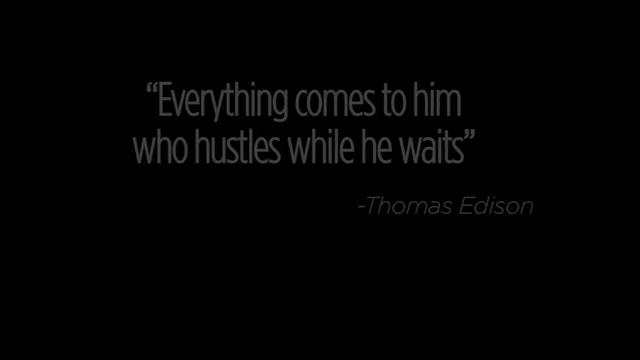 “Everything comes to him
who hustles while he waits”
-Thomas Edison